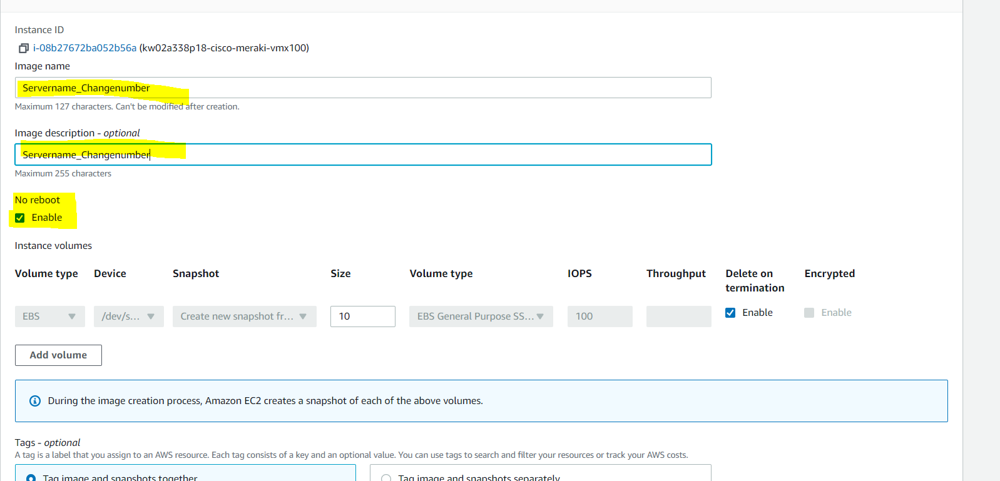 Instance ID
i-08b27672ba052b56a (kw02a338p18-cisco-meraki-vmx100)
Image name
Servername_Changenumber
Maximum 127 characters. Can't be modified after creation.
Image description - optional
Servername_Changenumber
Maximum 255 characters
No reboot
Enable
Instance volumes
Volume type Device Snapshot Size Volume type IOPS Throughput Delete on termination Encrypted
EBS /dev/s... Create new snapshot fr... 10 EBS General Purpose SS... 100 Enable Enable
Add volume
During the image creation process, Amazon EC2 creates a snapshot of each of the above volumes.
Tags - optional
A tag is a label that you assign to an AWS resource. Each tag consists of a key and an optional value. You can use tags to search and filter your resources or track your AWS costs.
Tag image and snapshots together Tag image and snapshots separately